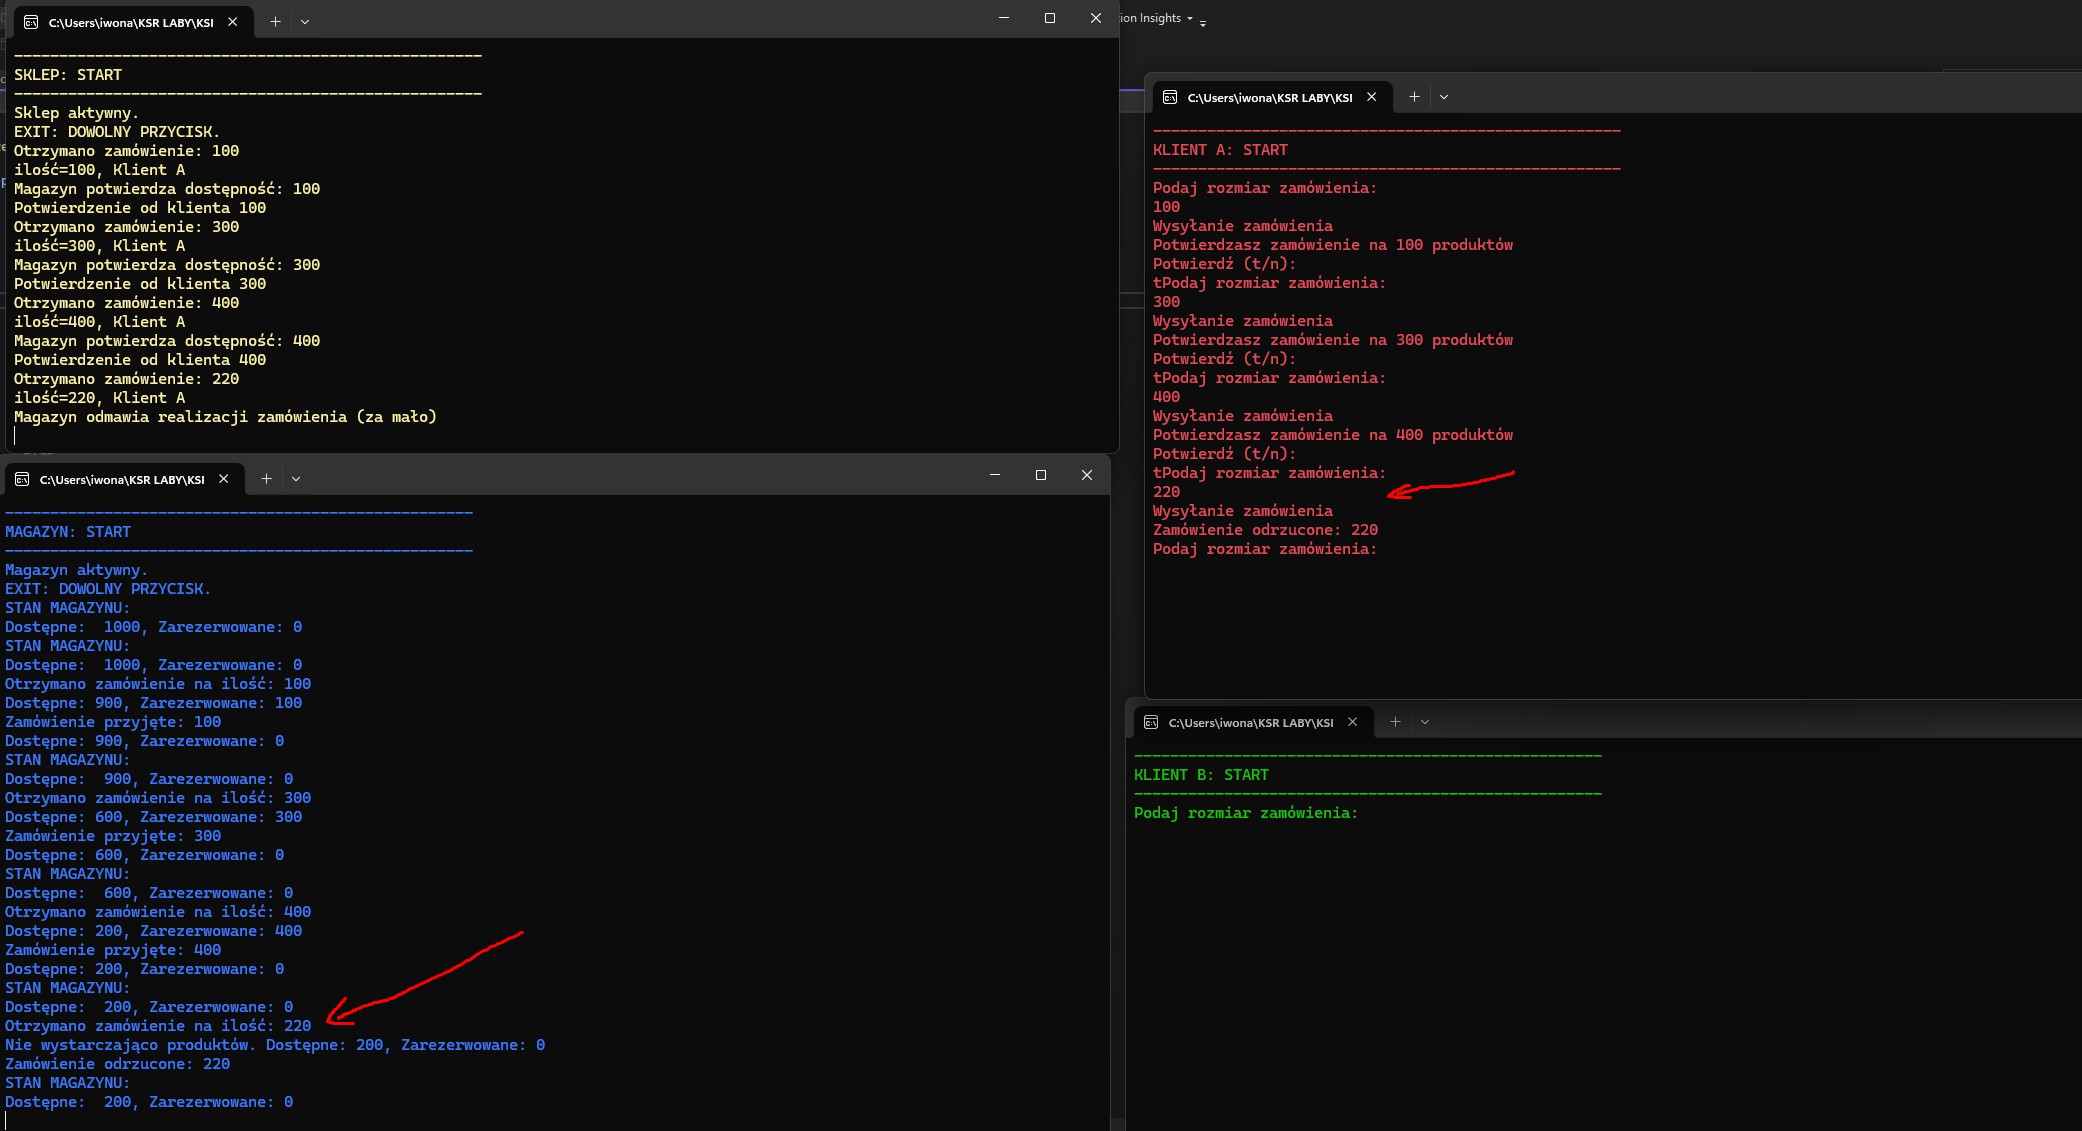 C:\Users\iwona\KSR LABY\KSI
--------------------------------------------------
SKLEP: START
--------------------------------------------------
Sklep aktywny.
EXIT: DOWOLNY PRZYCISK.
Otrzymano zamówienie: 100
ilość=100, Klient A
Magazyn potwierdza dostępność: 100
Potwierdzenie od klienta 100
Otrzymano zamówienie: 300
ilość=300, Klient A
Magazyn potwierdza dostępność: 300
Potwierdzenie od klienta 300
Otrzymano zamówienie: 400
ilość=400, Klient A
Magazyn potwierdza dostępność: 400
Potwierdzenie od klienta 400
Otrzymano zamówienie: 220
ilość=220, Klient A
Magazyn odmawia realizacji zamówienia (za mało)
C:\Users\iwona\KSR LABY\KSI
--------------------------------------------------
MAGAZYN: START
--------------------------------------------------
Magazyn aktywny.
EXIT: DOWOLNY PRZYCISK.
STAN MAGAZYNU:
Dostępne:  1000, Zarezerwowane: 0
STAN MAGAZYNU:
Dostępne:  1000, Zarezerwowane: 0
Otrzymano zamówienie na ilość: 100
Dostępne: 900, Zarezerwowane: 100
Zamówienie przyjęte: 100
Dostępne: 900, Zarezerwowane: 0
STAN MAGAZYNU:
Dostępne:  900, Zarezerwowane: 0
Otrzymano zamówienie na ilość: 300
Dostępne: 600, Zarezerwowane: 300
Zamówienie przyjęte: 300
Dostępne: 600, Zarezerwowane: 0
STAN MAGAZYNU:
Dostępne:  600, Zarezerwowane: 0
Otrzymano zamówienie na ilość: 400
Dostępne: 200, Zarezerwowane: 400
Zamówienie przyjęte: 400
Dostępne: 200, Zarezerwowane: 0
STAN MAGAZYNU:
Dostępne:  200, Zarezerwowane: 0
Otrzymano zamówienie na ilość: 220
Nie wystarczająco produktów. Dostępne: 200, Zarezerwowane: 0
Zamówienie odrzucone: 220
STAN MAGAZYNU:
Dostępne:  200, Zarezerwowane: 0
ion Insights
C:\Users\iwona\KSR LABY\KSI
--------------------------------------------------
KLIENT A: START
--------------------------------------------------
Podaj rozmiar zamówienia:
100
Wysyłanie zamówienia
Potwierdzasz zamówienie na 100 produktów
Potwierdź (t/n):
tPodaj rozmiar zamówienia:
300
Wysyłanie zamówienia
Potwierdzasz zamówienie na 300 produktów
Potwierdź (t/n):
tPodaj rozmiar zamówienia:
400
Wysyłanie zamówienia
Potwierdzasz zamówienie na 400 produktów
Potwierdź (t/n):
tPodaj rozmiar zamówienia:
220
Wysyłanie zamówienia
Zamówienie odrzucone: 220
Podaj rozmiar zamówienia:
C:\Users\iwona\KSR LABY\KSI
--------------------------------------------------
KLIENT B: START
--------------------------------------------------
Podaj rozmiar zamówienia: